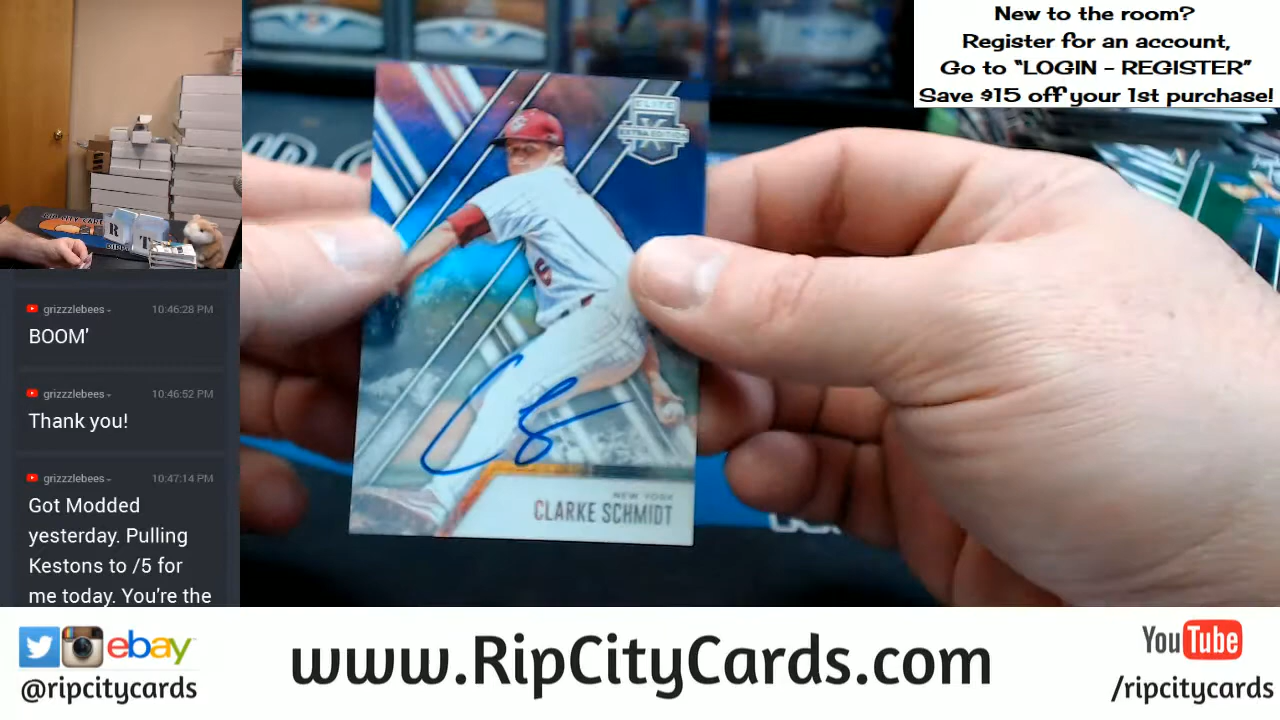 New to the room?
Register for an account,
Go to “LOGIN - REGISTER”
Save $15 off your 1st purchase!
ELITE
EXTRA EDITION
R T
grizzzlebees
10:46:28 PM
BOOM'
grizzzlebees
10:46:52 PM
Thank you!
grizzzlebees
10:47:14 PM
Got Modded
yesterday. Pulling
Kestons to /5 for
me today. You're the
NEW YORK
CLARKE SCHMIDT
ebay
@ripcitycards
www.RipCityCards.com
YouTube
/ripcitycards